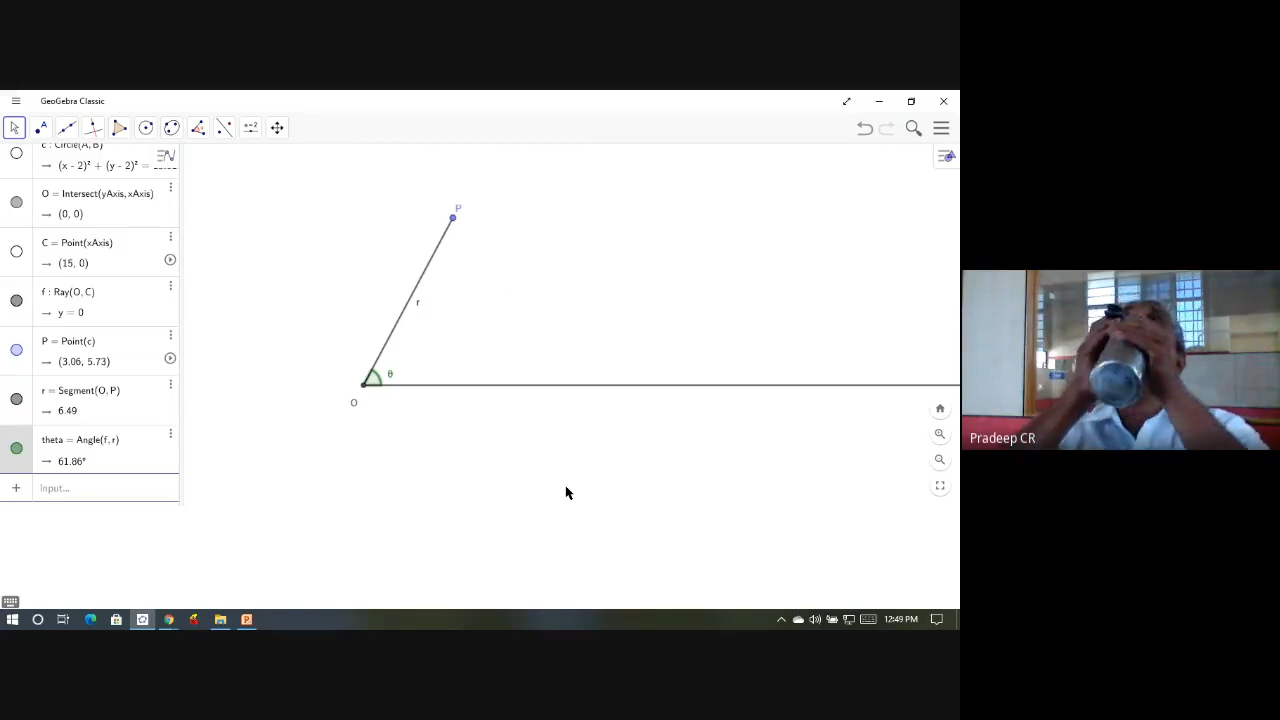 GeoGebra Classic
c : Circle(A, B)
→ (x - 2)² + (y - 2)² =
O = Intersect(yAxis, xAxis)
→ (0, 0)
C = Point(xAxis)
→ (15, 0)
f : Ray(O, C)
→ y = 0
P = Point(c)
→ (3.06, 5.73)
r = Segment(O, P)
→ 6.49
theta = Angle(f, r)
→ 61.86°
Input...
P
r
θ
O
Pradeep CR
12:49 PM